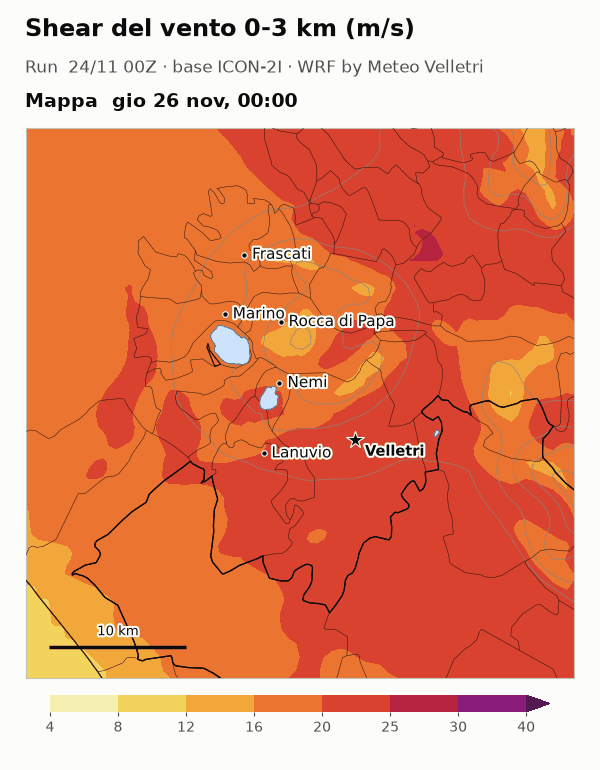 Shear del vento 0-3 km (m/s)
Run  24/11 00Z · base ICON-2I · WRF by Meteo Velletri
Mappa  gio 26 nov, 00:00
Frascati
Marino
Rocca di Papa
Nemi
Velletri
Lanuvio
10 km
4 8 12 16 20 25 30 40